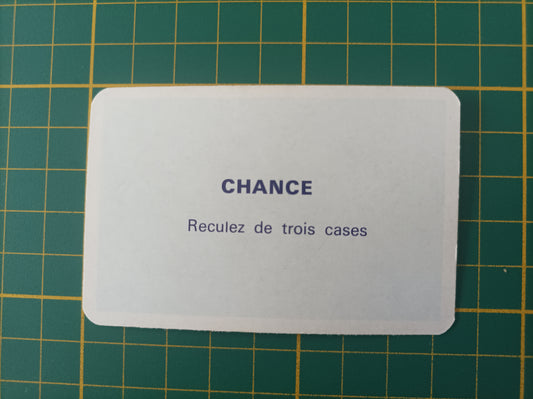 CHANCE
Reculez de trois cases